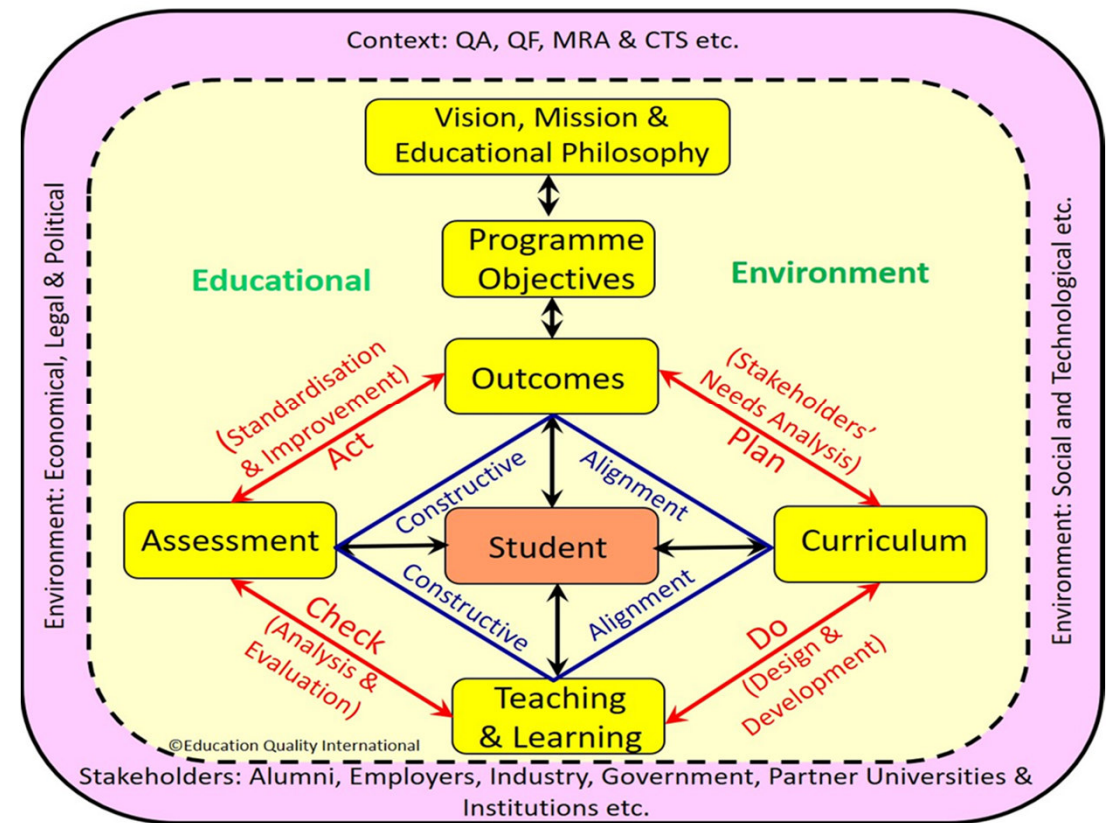 Context: QA, QF, MRA & CTS etc.
Vision, Mission &
Educational Philosophy
Programme
Objectives
Educational
Environment
Environment: Economical, Legal & Political
Environment: Social and Technological etc.
Outcomes
(Standardisation
& Improvement)
Act
(Stakeholders’
Needs Analysis)
Plan
Constructive
Alignment
Assessment
Student
Curriculum
Constructive
Alignment
Check
(Analysis &
Evaluation)
Do
(Design &
Development)
Teaching
& Learning
©Education Quality International
Stakeholders: Alumni, Employers, Industry, Government, Partner Universities &
Institutions etc.